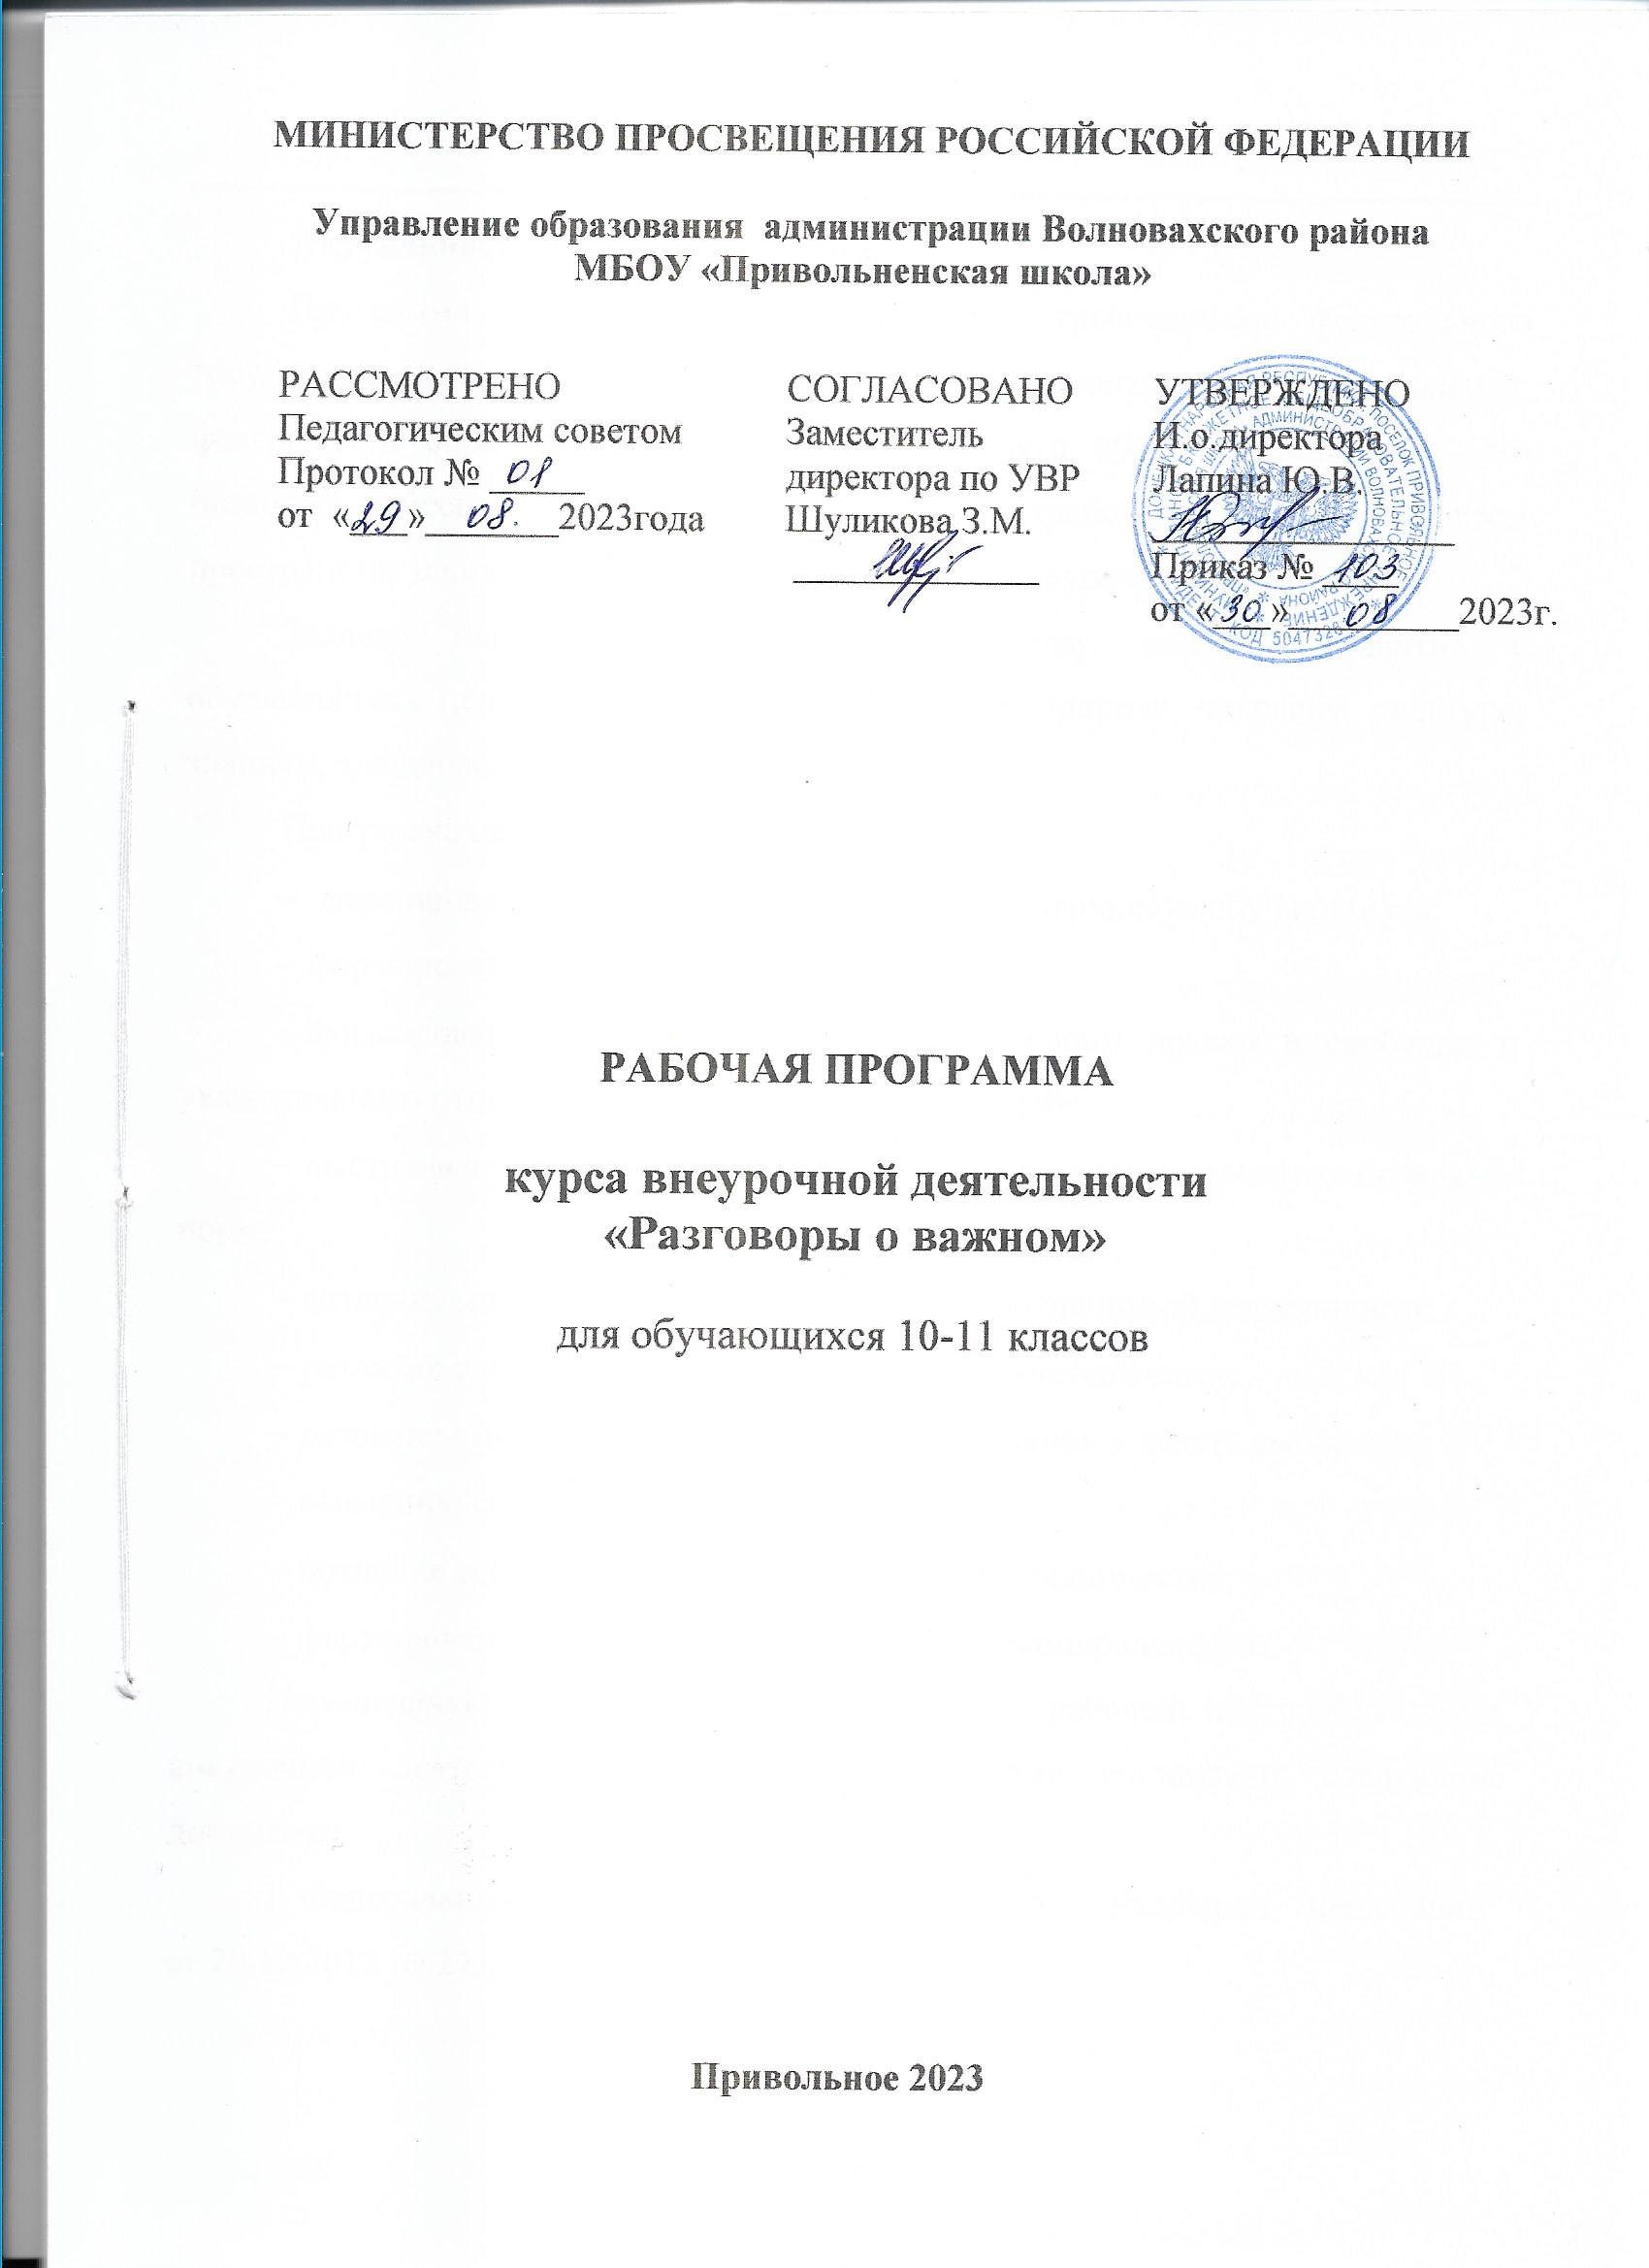 МИНИСТЕРСТВО ПРОСВЕЩЕНИЯ РОССИЙСКОЙ ФЕДЕРАЦИИ
Управление образования администрации Волновахского района
МБОУ «Привольненская школа»
РАССМОТРЕНО
Педагогическим советом
Протокол № 01
от «29» 08. 2023года
СОГЛАСОВАНО
Заместитель
директора по УВР
Шуликова З.М.
УТВЕРЖДЕНО
И.о.директора
Лапина Ю.В.
Приказ № 103
от «30» 08 2023г.
РАБОЧАЯ ПРОГРАММА
курса внеурочной деятельности
«Разговоры о важном»
для обучающихся 10-11 классов
Привольное 2023